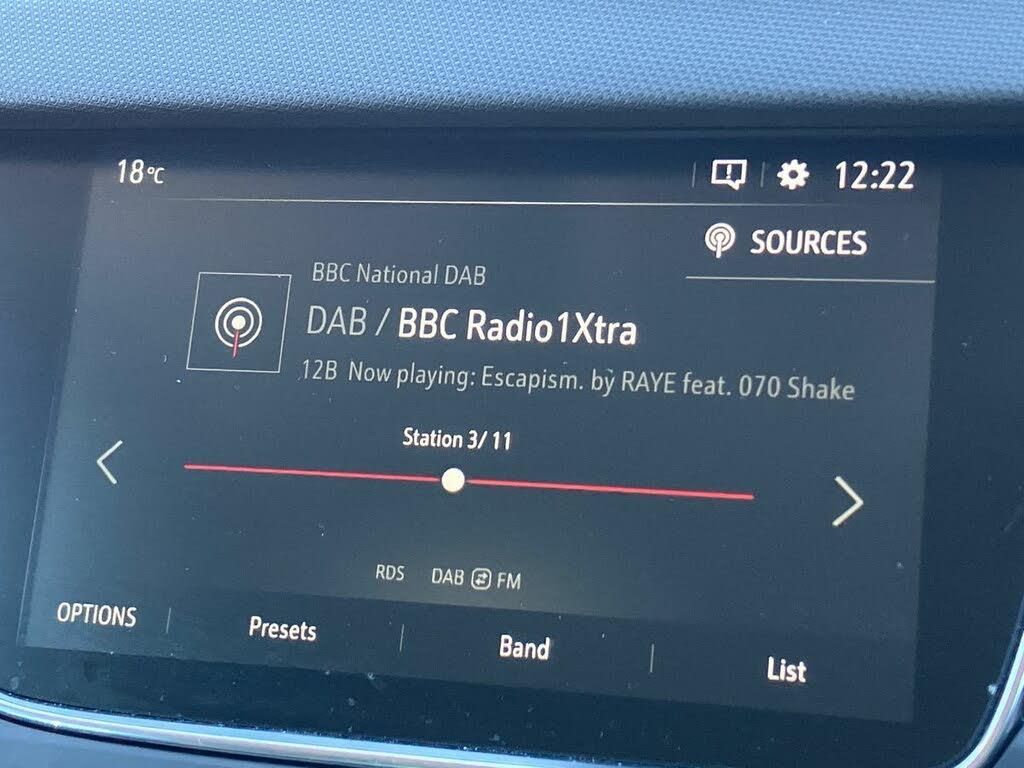 18°C 12:22
SOURCES
BBC National DAB
DAB / BBC Radio1Xtra
12B Now playing: Escapism. by RAYE feat. 070 Shake
Station 3/11
RDS DAB FM
OPTIONS Presets Band List